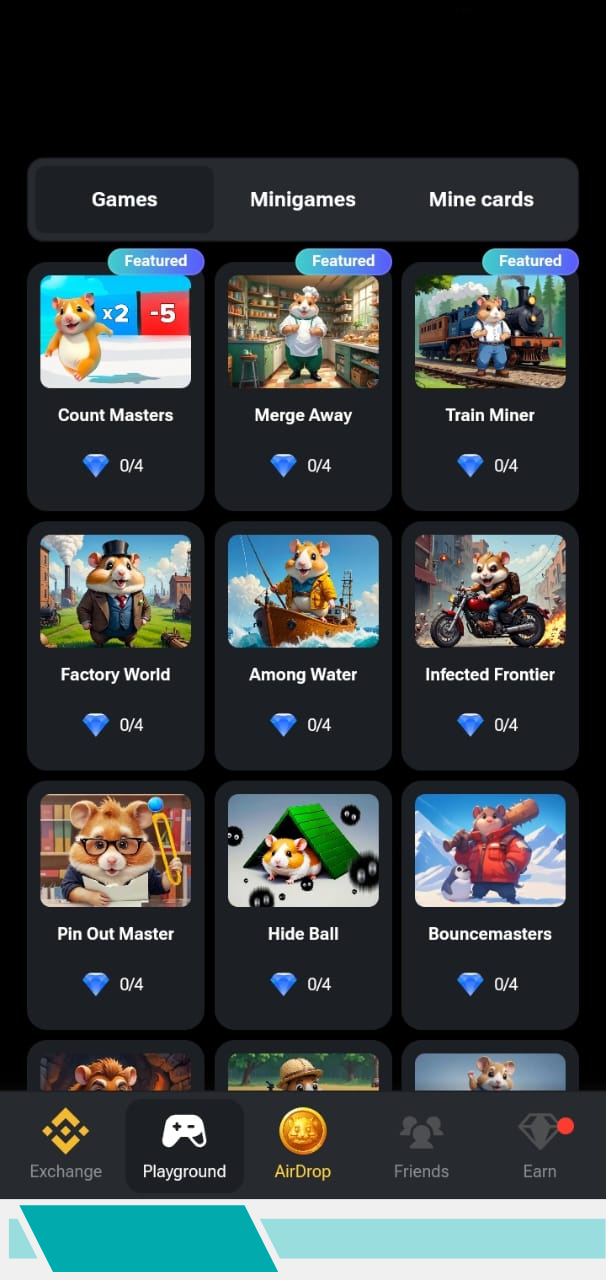 Games Minigames Mine cards
Featured Featured Featured
x2 -5
Count Masters Merge Away Train Miner
0/4 0/4 0/4
Factory World Among Water Infected Frontier
0/4 0/4 0/4
Pin Out Master Hide Ball Bouncemasters
0/4 0/4 0/4
Exchange Playground AirDrop Friends Earn